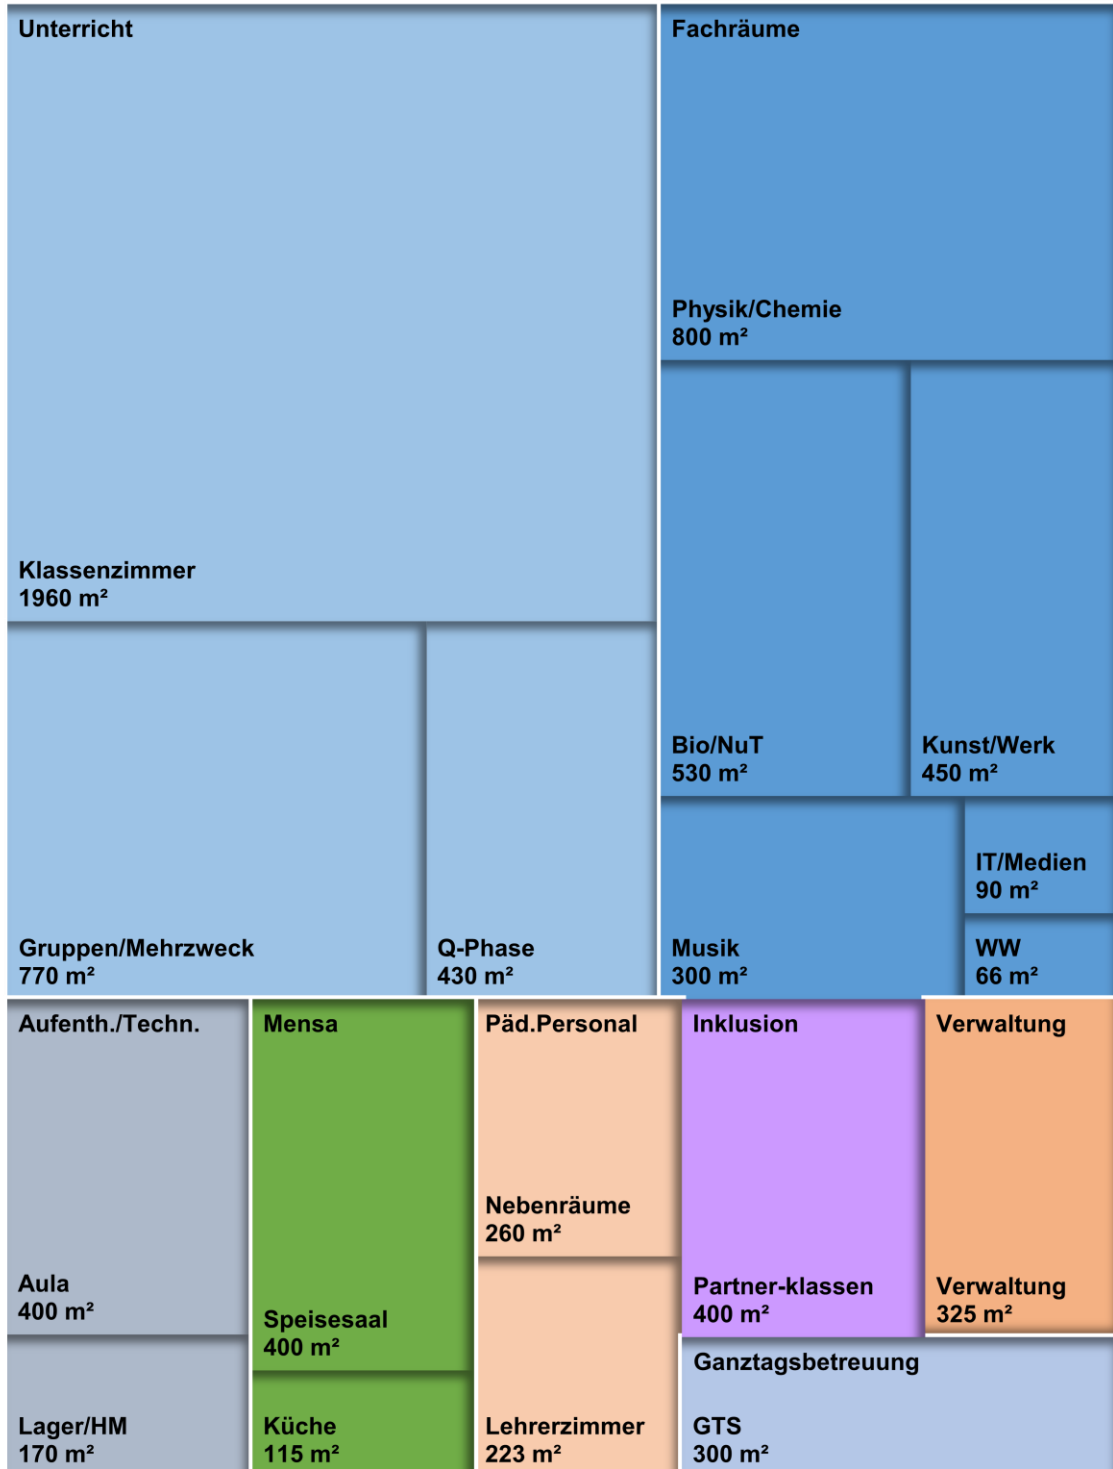 Unterricht
Klassenzimmer
1960 m²
Gruppen/Mehrzweck
770 m²
Q-Phase
430 m²
Fachräume
Physik/Chemie
800 m²
Bio/NuT
530 m²
Kunst/Werk
450 m²
Musik
300 m²
IT/Medien
90 m²
WW
66 m²
Aufenth./Techn.
Aula
400 m²
Lager/HM
170 m²
Mensa
Speisesaal
400 m²
Küche
115 m²
Päd.Personal
Nebenräume
260 m²
Lehrerzimmer
223 m²
Inklusion
Partner-klassen
400 m²
Verwaltung
Verwaltung
325 m²
Ganztagsbetreuung
GTS
300 m²